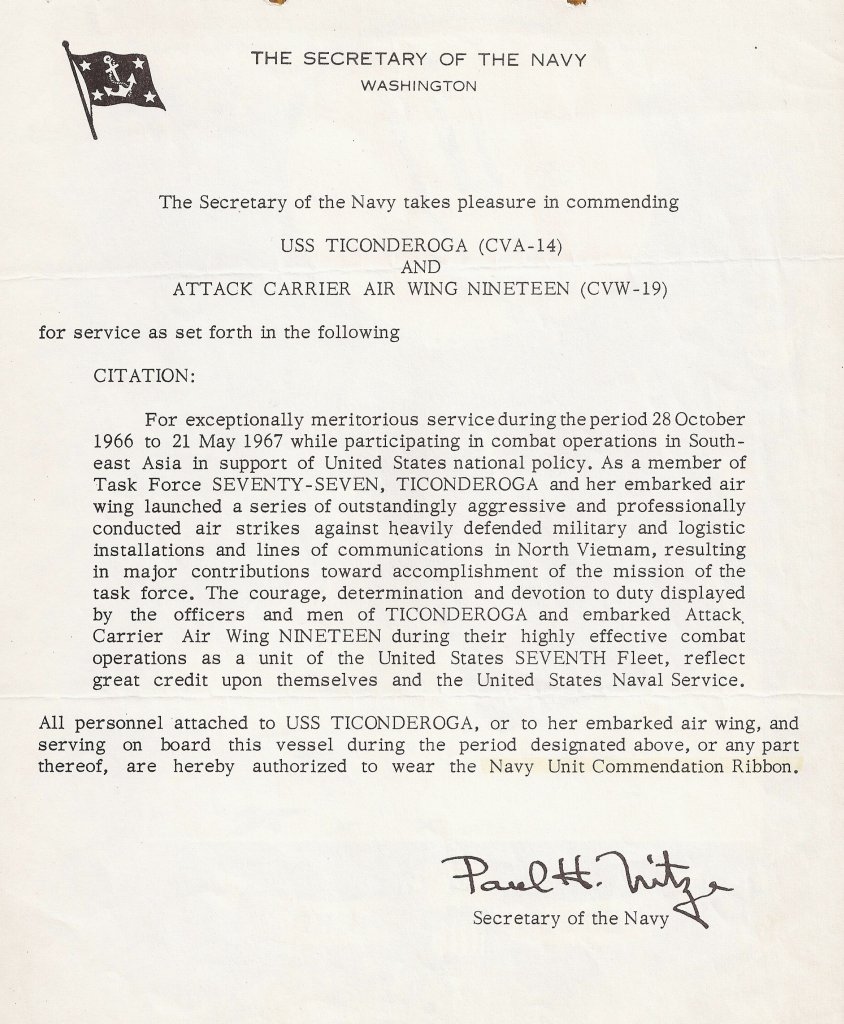 THE SECRETARY OF THE NAVY
WASHINGTON
The Secretary of the Navy takes pleasure in commending
USS TICONDEROGA (CVA-14)
AND
ATTACK CARRIER AIR WING NINETEEN (CVW-19)
for service as set forth in the following
CITATION:
For exceptionally meritorious service during the period 28 October
1966 to 21 May 1967 while participating in combat operations in South-
east Asia in support of United States national policy. As a member of
Task Force SEVENTY-SEVEN, TICONDEROGA and her embarked air
wing launched a series of outstandingly aggressive and professionally
conducted air strikes against heavily defended military and logistic
installations and lines of communications in North Vietnam, resulting
in major contributions toward accomplishment of the mission of the
task force. The courage, determination and devotion to duty displayed
by the officers and men of TICONDEROGA and embarked Attack
Carrier Air Wing NINETEEN during their highly effective combat
operations as a unit of the United States SEVENTH Fleet, reflect
great credit upon themselves and the United States Naval Service.
All personnel attached to USS TICONDEROGA, or to her embarked air wing, and
serving on board this vessel during the period designated above, or any part
thereof, are hereby authorized to wear the Navy Unit Commendation Ribbon.
Paul H. Nitze
Secretary of the Navy